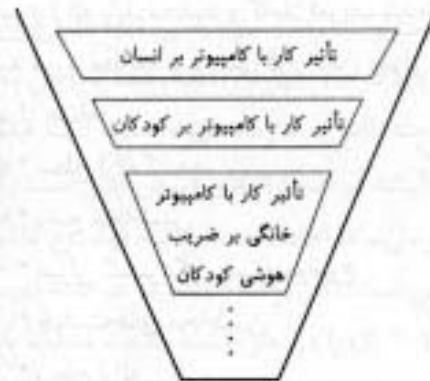 تأثیر کار با کامپیوتر بر انسان
تأثیر کار با کامپیوتر بر کودکان
تأثیر کار با کامپیوتر
خانگی بر ضریب
هوشی کودکان